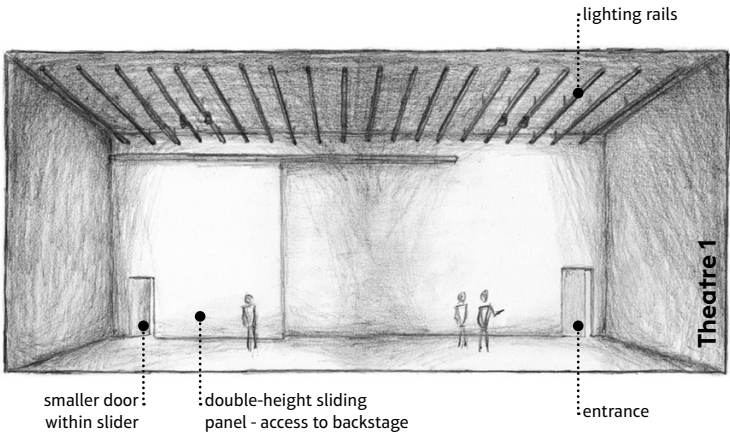 lighting rails
Theatre 1
smaller door
within slider
double-height sliding
panel - access to backstage
entrance